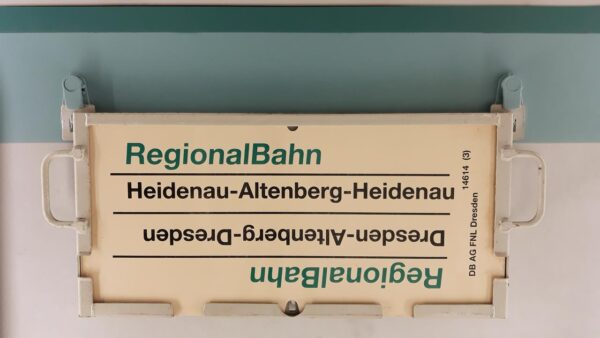 RegionalBahn
Heidenau-Altenberg-Heidenau
Dresden-Altenberg-Dresden
RegionalBahn
DB AG FNL Dresden 14614 (3)